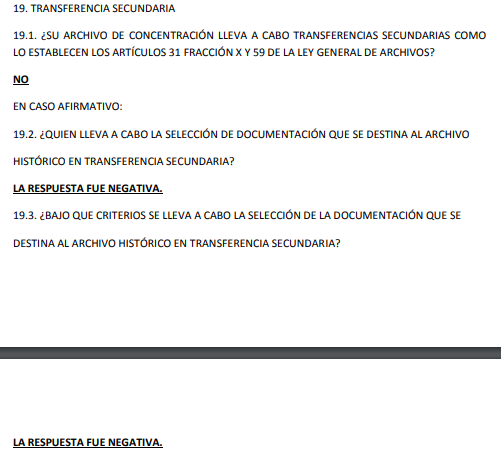 19. TRANSFERENCIA SECUNDARIA
19.1. ¿SU ARCHIVO DE CONCENTRACIÓN LLEVA A CABO TRANSFERENCIAS SECUNDARIAS COMO
LO ESTABLECEN LOS ARTÍCULOS 31 FRACCIÓN X Y 59 DE LA LEY GENERAL DE ARCHIVOS?
NO
EN CASO AFIRMATIVO:
19.2. ¿QUIEN LLEVA A CABO LA SELECCIÓN DE DOCUMENTACIÓN QUE SE DESTINA AL ARCHIVO
HISTÓRICO EN TRANSFERENCIA SECUNDARIA?
LA RESPUESTA FUE NEGATIVA.
19.3. ¿BAJO QUE CRITERIOS SE LLEVA A CABO LA SELECCIÓN DE LA DOCUMENTACIÓN QUE SE
DESTINA AL ARCHIVO HISTÓRICO EN TRANSFERENCIA SECUNDARIA?
LA RESPUESTA FUE NEGATIVA.